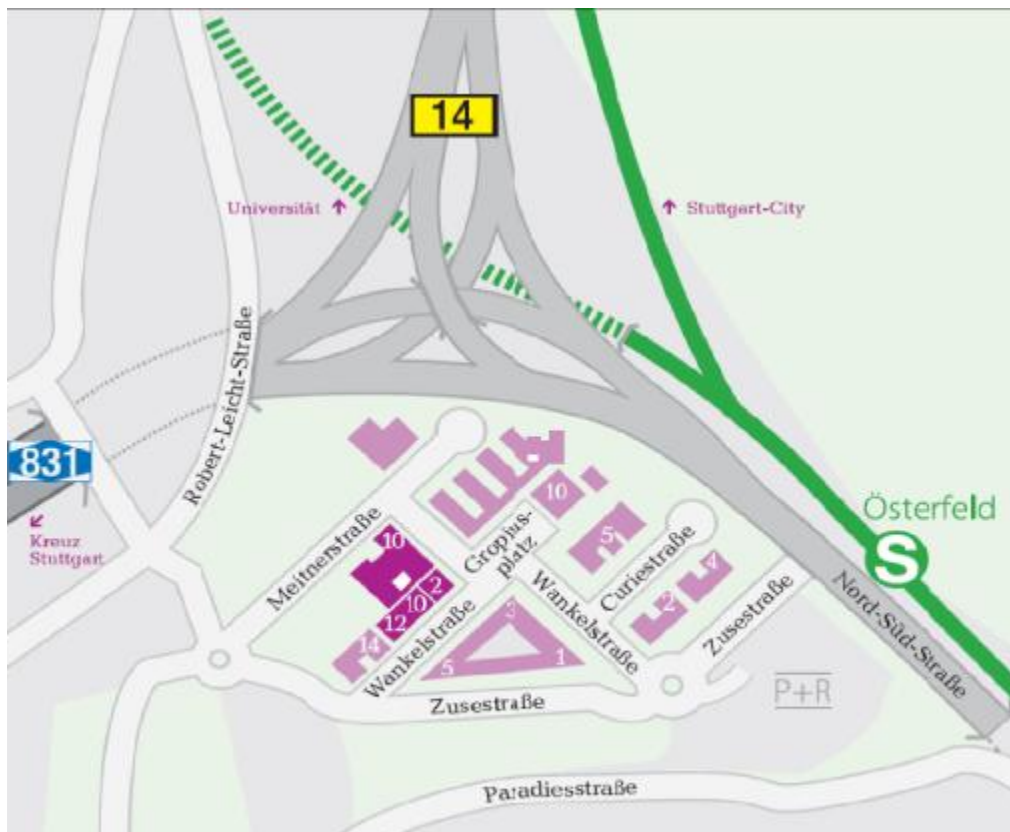 14
Universität
Stuttgart-City
Robert-Leicht-Straße
831
Kreuz
Stuttgart
Österfeld
S
10
Meitnerstraße
10
Gropius-
platz
5
Curiestraße
4
2
2
10
12
14
Wankelstraße
3
5
1
Wankelstraße
Zusestraße
Nord-Süd-Straße
P+R
Zusestraße
Paradiesstraße